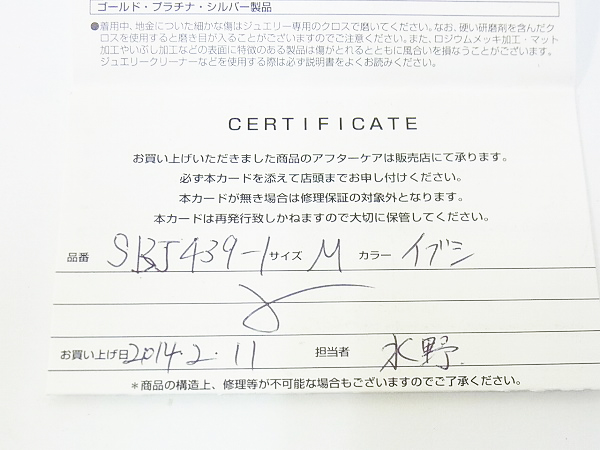 ゴールド・プラチナ・シルバー製品
●着用中、地金についた細かな傷はジュエリー専用のクロスで磨いてください。なお、硬い研磨剤を含んだク
ロスを使用すると磨き目が入ることがございますのでご注意ください。また、ロジウムメッキ加工・マット
加工やいぶし加工などの表面に特徴のある製品は傷がとれるとともに風合いを損なうことがございます。
ジュエリークリーナーなどを使用する際は必ず説明書をよくお読みください。
CERTIFICATE
お買い上げいただきました商品のアフターケアは販売店にて承ります。
必ず本カードを添えて店頭までお申し付けください。
本カードが無き場合は修理保証の対象外となります。
本カードは再発行致しかねますので大切に保管してください。
品番 SBJ439-1 サイズ M カラー イブシ
お買い上げ日 2014.2.11 担当者 水野
＊商品の構造上、修理等が不可能な場合もございますのでご了承ください。